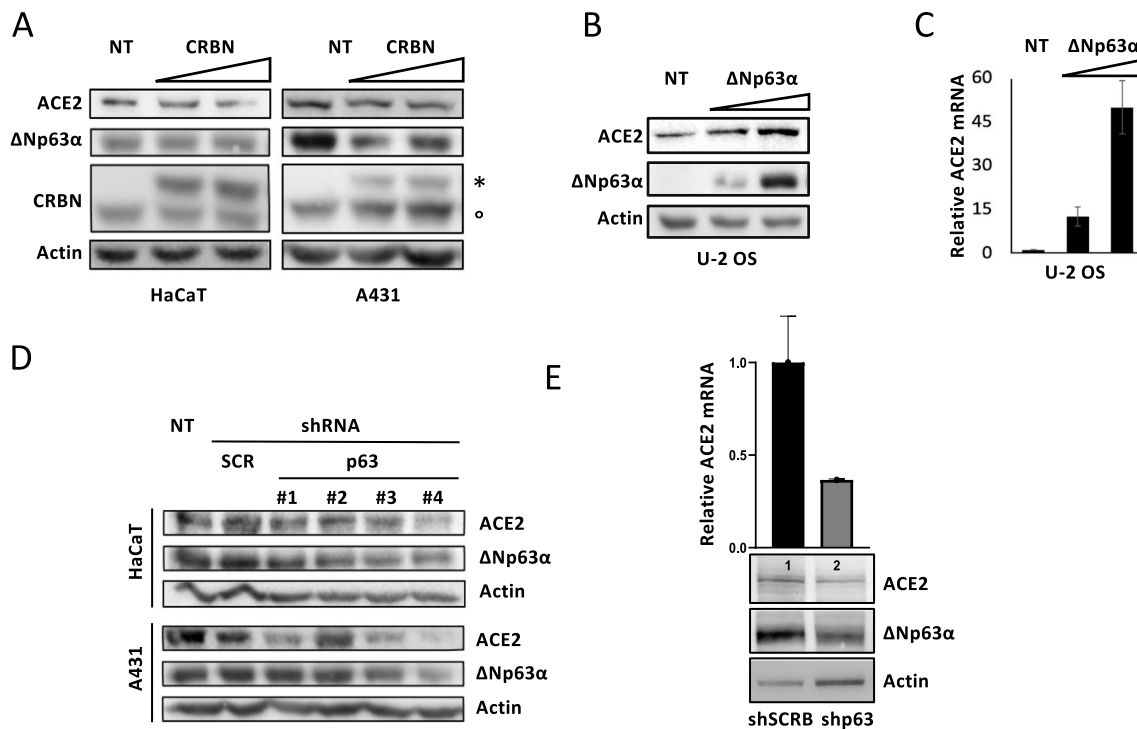 A
NT CRBN NT CRBN
ACE2
ΔNp63α
CRBN
*
°
Actin
HaCaT A431
B
NT ΔNp63α
ACE2
ΔNp63α
Actin
U-2 OS
C
NT ΔNp63α
Relative ACE2 mRNA
60
45
30
15
0
U-2 OS
D
NT shRNA
SCR p63
#1 #2 #3 #4
HaCaT
ACE2
ΔNp63α
Actin
A431
ACE2
ΔNp63α
Actin
E
Relative ACE2 mRNA
1.0
0.5
0.0
1 2
ACE2
ΔNp63α
Actin
shSCRB shp63